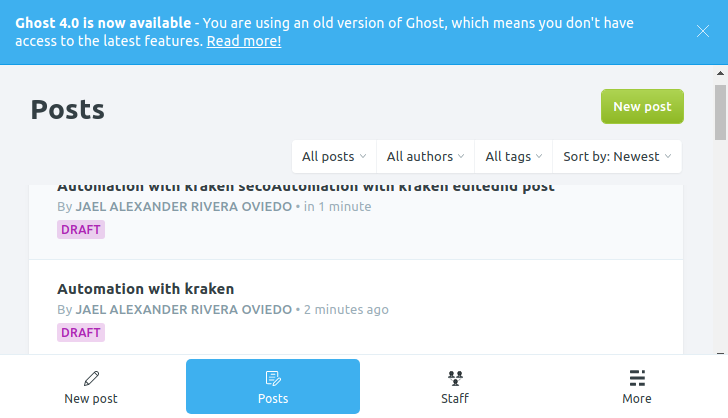 Ghost 4.0 is now available - You are using an old version of Ghost, which means you don't have
access to the latest features. Read more!
Posts
New post
All posts
All authors
All tags
Sort by: Newest
Automation with kraken secoAutomation with kraken editednd post
By JAEL ALEXANDER RIVERA OVIEDO • in 1 minute
DRAFT
Automation with kraken
By JAEL ALEXANDER RIVERA OVIEDO • 2 minutes ago
DRAFT
New post
Posts
Staff
More